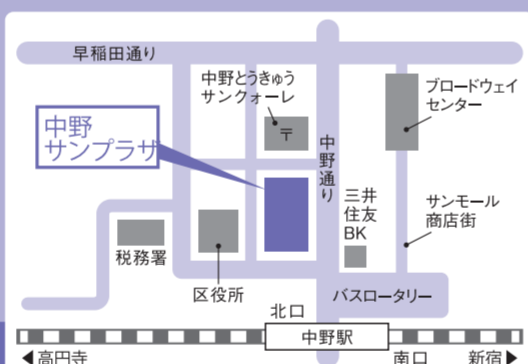 早稲田通り
中野とうきゅう
サンクォーレ
〒
ブロードウェイ
センター
中野
サンプラザ
中野通り
三井
住友
BK
サンモール
商店街
税務署
区役所
バスロータリー
北口
中野駅
◀高円寺
南口
新宿▶